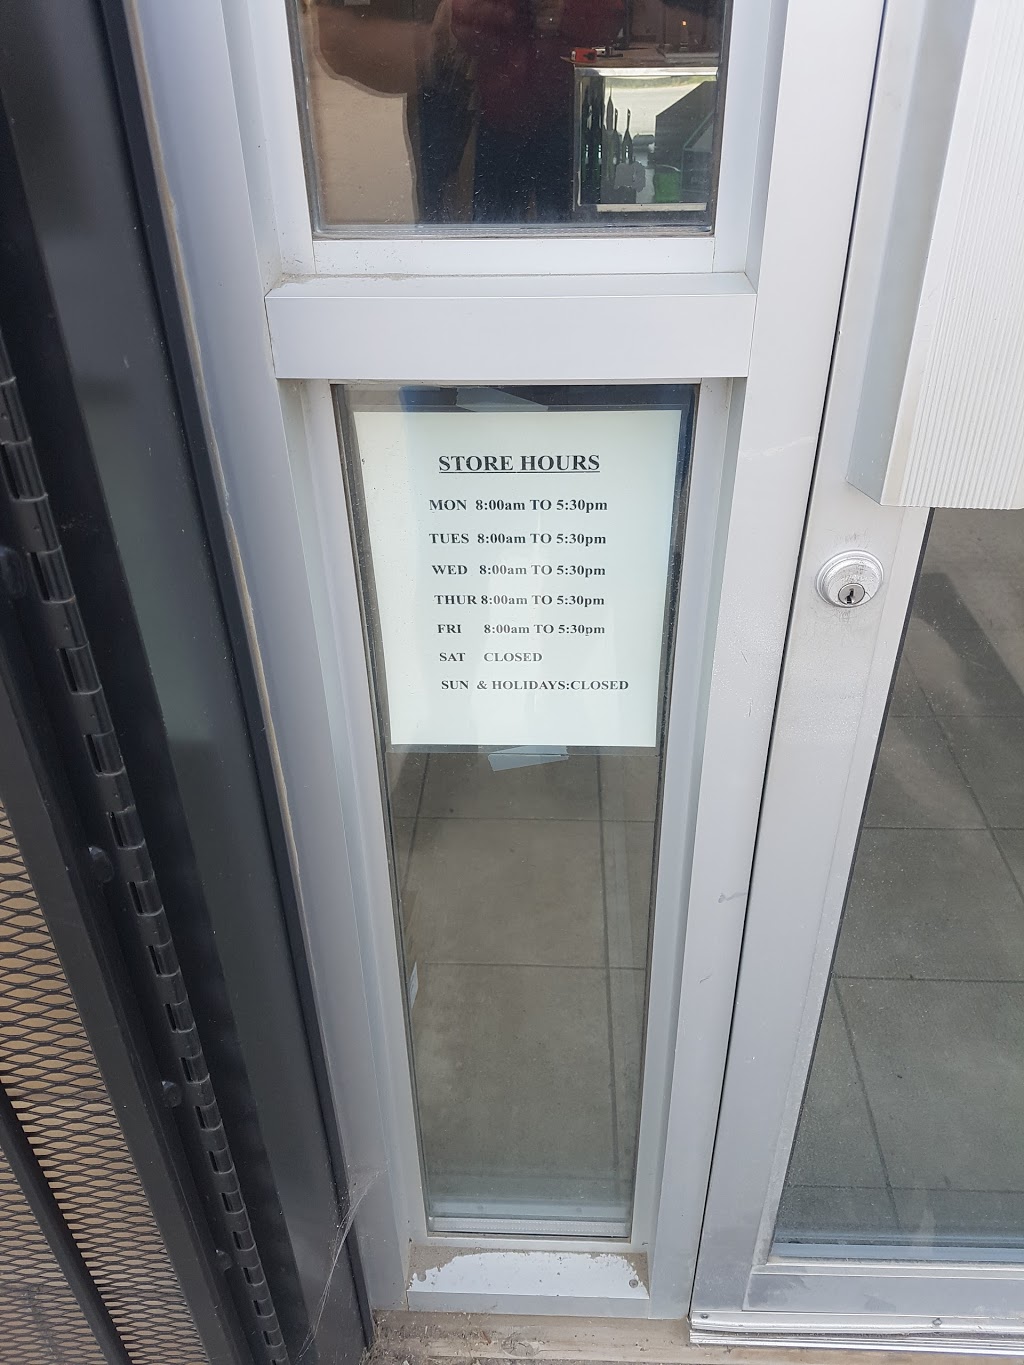 STORE HOURS
MON 8:00am TO 5:30pm
TUES 8:00am TO 5:30pm
WED 8:00am TO 5:30pm
THUR 8:00am TO 5:30pm
FRI 8:00am TO 5:30pm
SAT CLOSED
SUN & HOLIDAYS:CLOSED